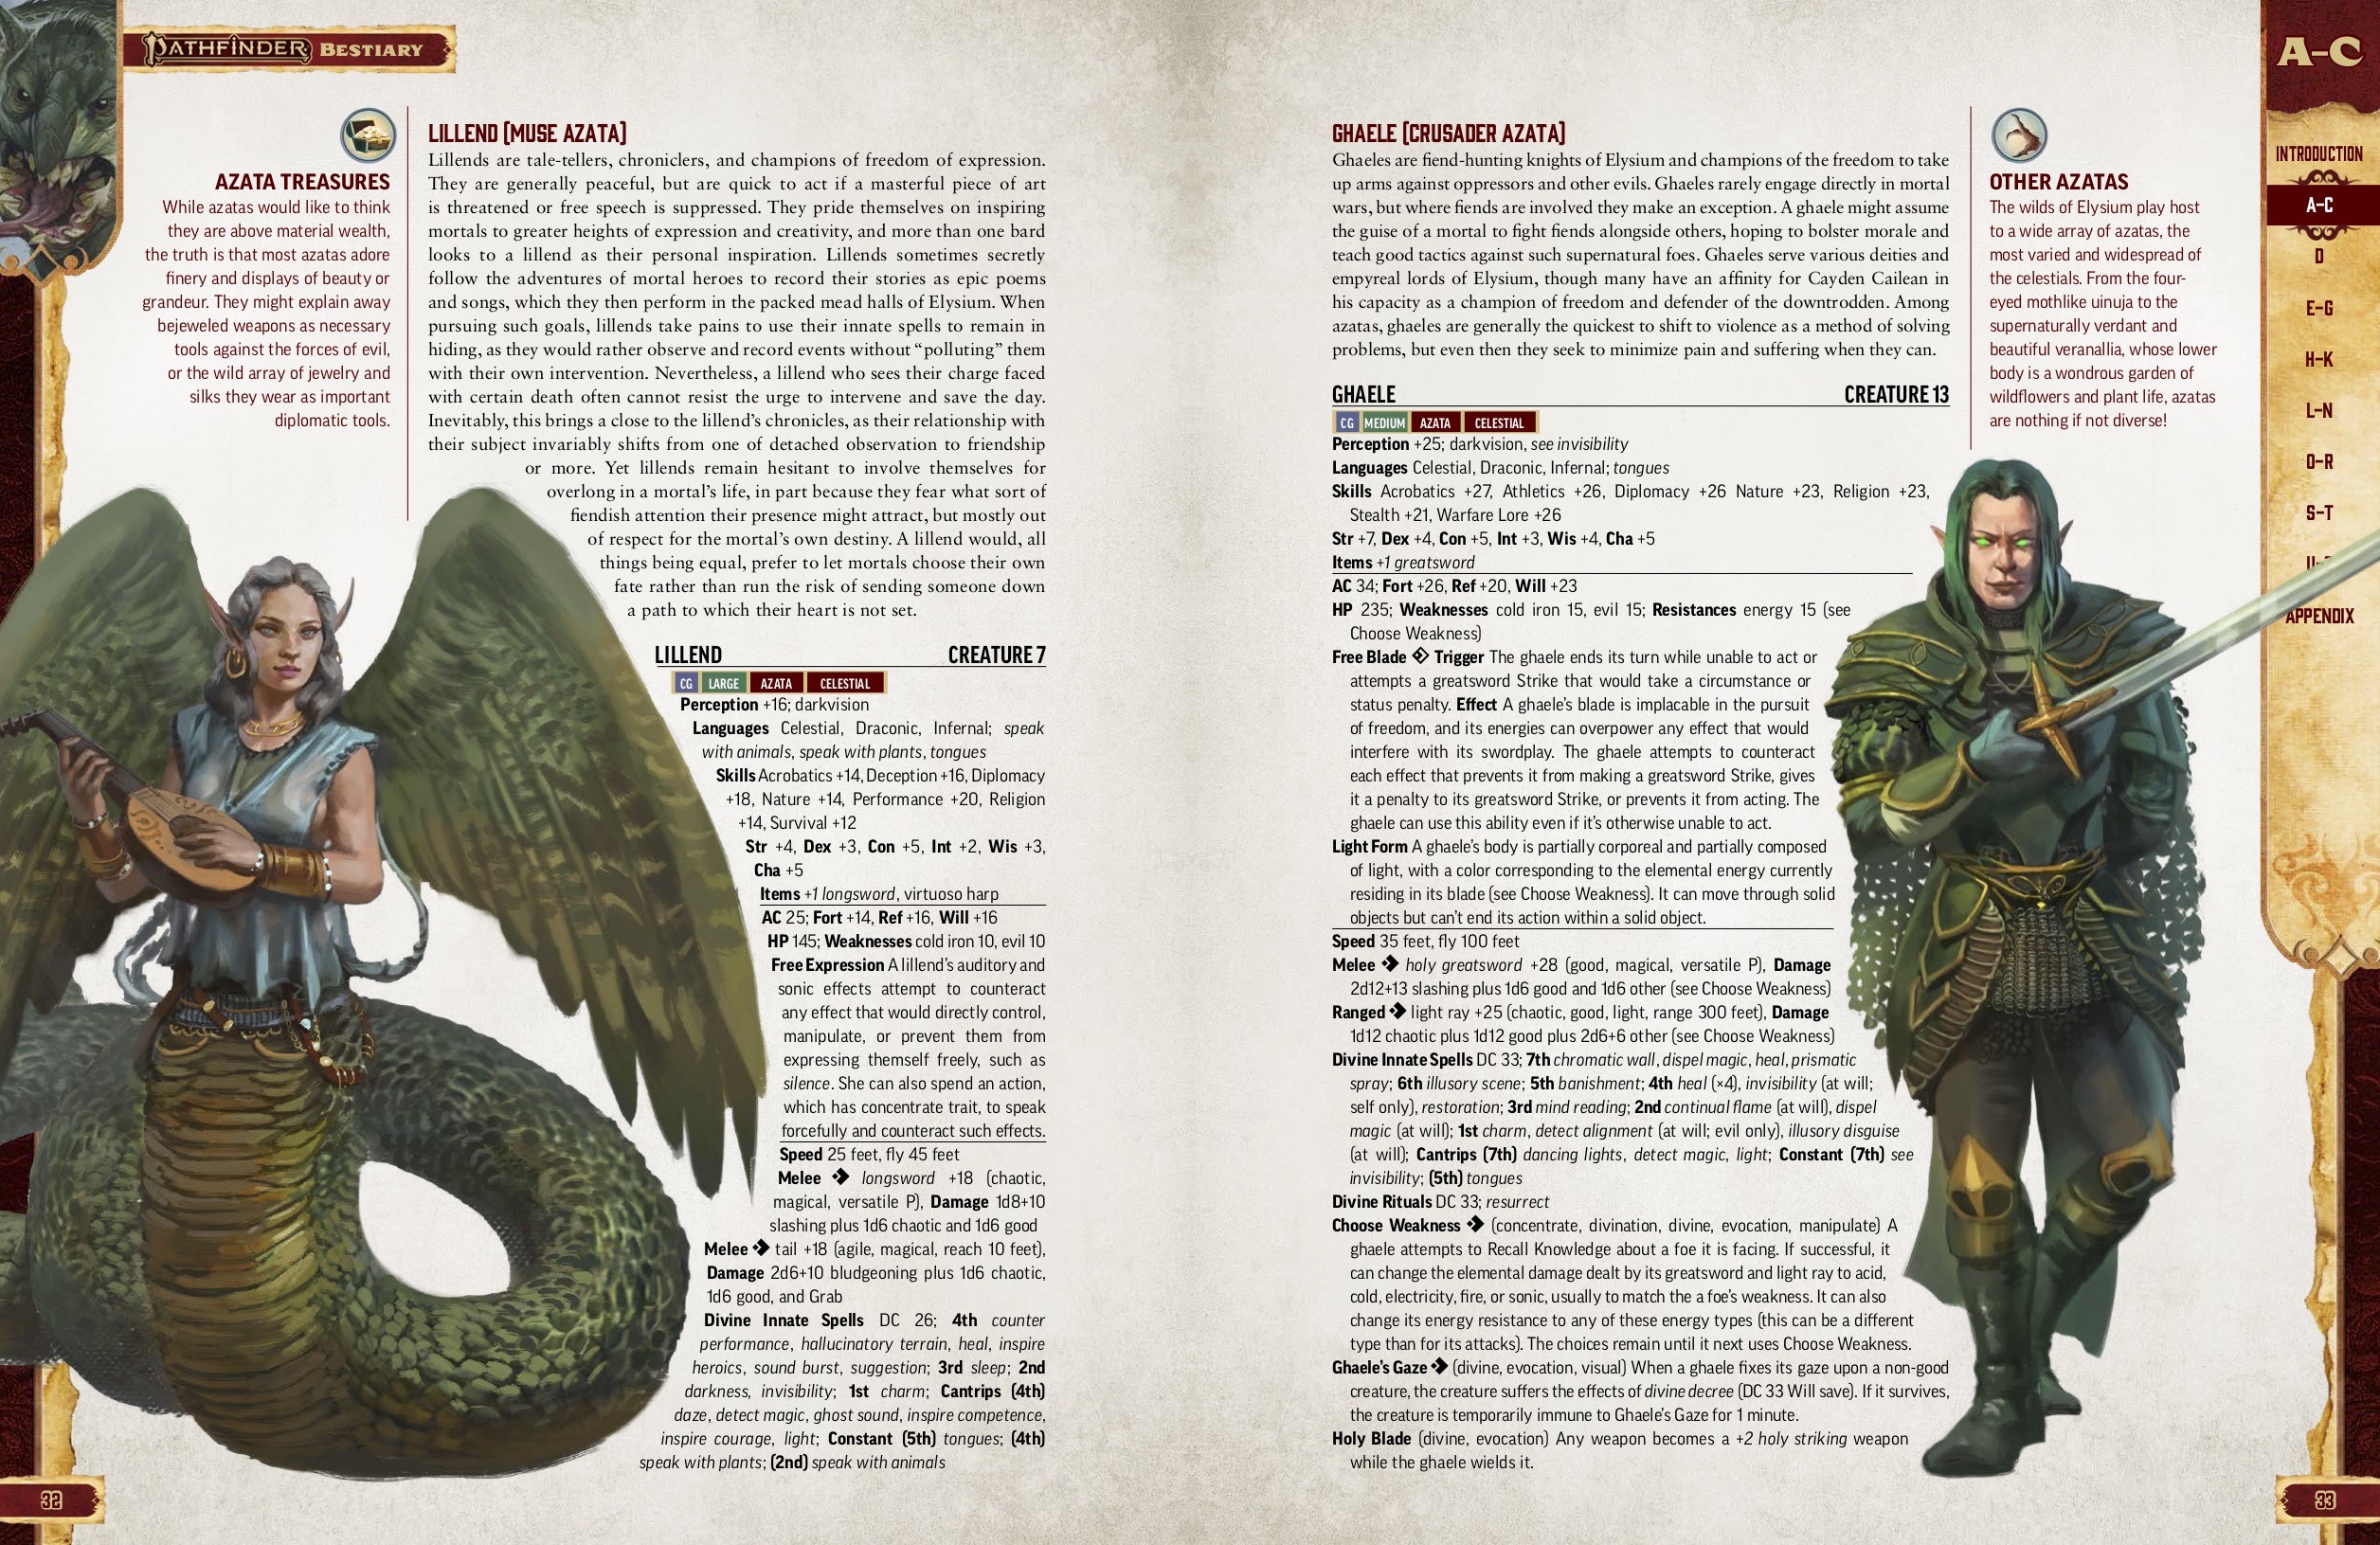 PATHFINDER BESTIARY
AZATA TREASURES
While azatas would like to think
they are above material wealth,
the truth is that most azatas adore
finery and displays of beauty or
grandeur. They might explain away
bejeweled weapons as necessary
tools against the forces of evil,
or the wild array of jewelry and
silks they wear as important
diplomatic tools.
LILLEND (MUSE AZATA)
Lillends are tale-tellers, chroniclers, and champions of freedom of expression.
They are generally peaceful, but are quick to act if a masterful piece of art
is threatened or free speech is suppressed. They pride themselves on inspiring
mortals to greater heights of expression and creativity, and more than one bard
looks to a lillend as their personal inspiration. Lillends sometimes secretly
follow the adventures of mortal heroes to record their stories as epic poems
and songs, which they then perform in the packed mead halls of Elysium. When
pursuing such goals, lillends take pains to use their innate spells to remain in
hiding, as they would rather observe and record events without “polluting” them
with their own intervention. Nevertheless, a lillend who sees their charge faced
with certain death often cannot resist the urge to intervene and save the day.
Inevitably, this brings a close to the lillend’s chronicles, as their relationship with
their subject invariably shifts from one of detached observation to friendship
or more. Yet lillends remain hesitant to involve themselves for
overlong in a mortal’s life, in part because they fear what sort of
fiendish attention their presence might attract, but mostly out
of respect for the mortal’s own destiny. A lillend would, all
things being equal, prefer to let mortals choose their own
fate rather than run the risk of sending someone down
a path to which their heart is not set.
LILLEND CREATURE 7
CG LARGE AZATA CELESTIAL
Perception +16; darkvision
Languages Celestial, Draconic, Infernal; speak
with animals, speak with plants, tongues
Skills Acrobatics +14, Deception +16, Diplomacy
+18, Nature +14, Performance +20, Religion
+14, Survival +12
Str +4, Dex +3, Con +5, Int +2, Wis +3,
Cha +5
Items +1 longsword, virtuoso harp
AC 25; Fort +14, Ref +16, Will +16
HP 145; Weaknesses cold iron 10, evil 10
Free Expression A lillend’s auditory and
sonic effects attempt to counteract
any effect that would directly control,
manipulate, or prevent them from
expressing themself freely, such as
silence. She can also spend an action,
which has concentrate trait, to speak
forcefully and counteract such effects.
Speed 25 feet, fly 45 feet
Melee longsword +18 (chaotic,
magical, versatile P), Damage 1d8+10
slashing plus 1d6 chaotic and 1d6 good
Melee tail +18 (agile, magical, reach 10 feet),
Damage 2d6+10 bludgeoning plus 1d6 chaotic,
1d6 good, and Grab
Divine Innate Spells DC 26; 4th counter
performance, hallucinatory terrain, heal, inspire
heroics, sound burst, suggestion; 3rd sleep; 2nd
darkness, invisibility; 1st charm; Cantrips (4th)
daze, detect magic, ghost sound, inspire competence,
inspire courage, light; Constant (5th) tongues; (4th)
speak with plants; (2nd) speak with animals
32
GHAELE (CRUSADER AZATA)
Ghaeles are fiend-hunting knights of Elysium and champions of the freedom to take
up arms against oppressors and other evils. Ghaeles rarely engage directly in mortal
wars, but where fiends are involved they make an exception. A ghaele might assume
the guise of a mortal to fight fiends alongside others, hoping to bolster morale and
teach good tactics against such supernatural foes. Ghaeles serve various deities and
empyreal lords of Elysium, though many have an affinity for Cayden Cailean in
his capacity as a champion of freedom and defender of the downtrodden. Among
azatas, ghaeles are generally the quickest to shift to violence as a method of solving
problems, but even then they seek to minimize pain and suffering when they can.
GHAELE CREATURE 13
CG MEDIUM AZATA CELESTIAL
Perception +25; darkvision, see invisibility
Languages Celestial, Draconic, Infernal; tongues
Skills Acrobatics +27, Athletics +26, Diplomacy +26 Nature +23, Religion +23,
Stealth +21, Warfare Lore +26
Str +7, Dex +4, Con +5, Int +3, Wis +4, Cha +5
Items +1 greatsword
AC 34; Fort +26, Ref +20, Will +23
HP 235; Weaknesses cold iron 15, evil 15; Resistances energy 15 (see
Choose Weakness)
Free Blade Trigger The ghaele ends its turn while unable to act or
attempts a greatsword Strike that would take a circumstance or
status penalty. Effect A ghaele’s blade is implacable in the pursuit
of freedom, and its energies can overpower any effect that would
interfere with its swordplay. The ghaele attempts to counteract
each effect that prevents it from making a greatsword Strike, gives
it a penalty to its greatsword Strike, or prevents it from acting. The
ghaele can use this ability even if it’s otherwise unable to act.
Light Form A ghaele’s body is partially corporeal and partially composed
of light, with a color corresponding to the elemental energy currently
residing in its blade (see Choose Weakness). It can move through solid
objects but can’t end its action within a solid object.
Speed 35 feet, fly 100 feet
Melee holy greatsword +28 (good, magical, versatile P), Damage
2d12+13 slashing plus 1d6 good and 1d6 other (see Choose Weakness)
Ranged light ray +25 (chaotic, good, light, range 300 feet), Damage
1d12 chaotic plus 1d12 good plus 2d6+6 other (see Choose Weakness)
Divine Innate Spells DC 33; 7th chromatic wall, dispel magic, heal, prismatic
spray; 6th illusory scene; 5th banishment; 4th heal (×4), invisibility (at will;
self only), restoration; 3rd mind reading; 2nd continual flame (at will), dispel
magic (at will); 1st charm, detect alignment (at will; evil only), illusory disguise
(at will); Cantrips (7th) dancing lights, detect magic, light; Constant (7th) see
invisibility; (5th) tongues
Divine Rituals DC 33; resurrect
Choose Weakness (concentrate, divination, divine, evocation, manipulate) A
ghaele attempts to Recall Knowledge about a foe it is facing. If successful, it
can change the elemental damage dealt by its greatsword and light ray to acid,
cold, electricity, fire, or sonic, usually to match the a foe’s weakness. It can also
change its energy resistance to any of these energy types (this can be a different
type than for its attacks). The choices remain until it next uses Choose Weakness.
Ghaele’s Gaze (divine, evocation, visual) When a ghaele fixes its gaze upon a non-good
creature, the creature suffers the effects of divine decree (DC 33 Will save). If it survives,
the creature is temporarily immune to Ghaele’s Gaze for 1 minute.
Holy Blade (divine, evocation) Any weapon becomes a +2 holy striking weapon
while the ghaele wields it.
OTHER AZATAS
The wilds of Elysium play host
to a wide array of azatas, the
most varied and widespread of
the celestials. From the four-
eyed mothlike uinuja to the
supernaturally verdant and
beautiful veranallia, whose lower
body is a wondrous garden of
wildflowers and plant life, azatas
are nothing if not diverse!
A–C
INTRODUCTION
A–C
D
E–G
H–K
L–N
O–R
S–T
APPENDIX
33